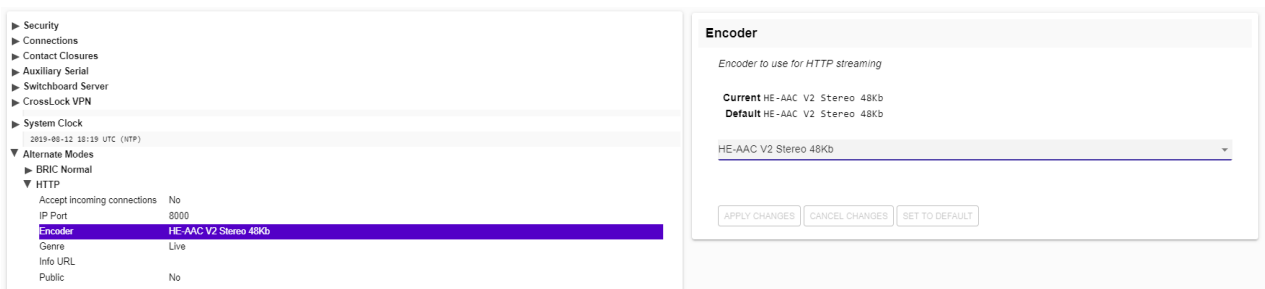 Security
Connections
Contact Closures
Auxiliary Serial
Switchboard Server
CrossLock VPN
System Clock
2019-08-12 18:19 UTC (NTP)
Alternate Modes
BRIC Normal
HTTP
Accept incoming connections No
IP Port 8000
Encoder HE-AAC V2 Stereo 48Kb
Genre Live
Info URL
Public No
Encoder
Encoder to use for HTTP streaming
Current HE-AAC V2 Stereo 48Kb
Default HE-AAC V2 Stereo 48Kb
HE-AAC V2 Stereo 48Kb
APPLY CHANGES CANCEL CHANGES SET TO DEFAULT